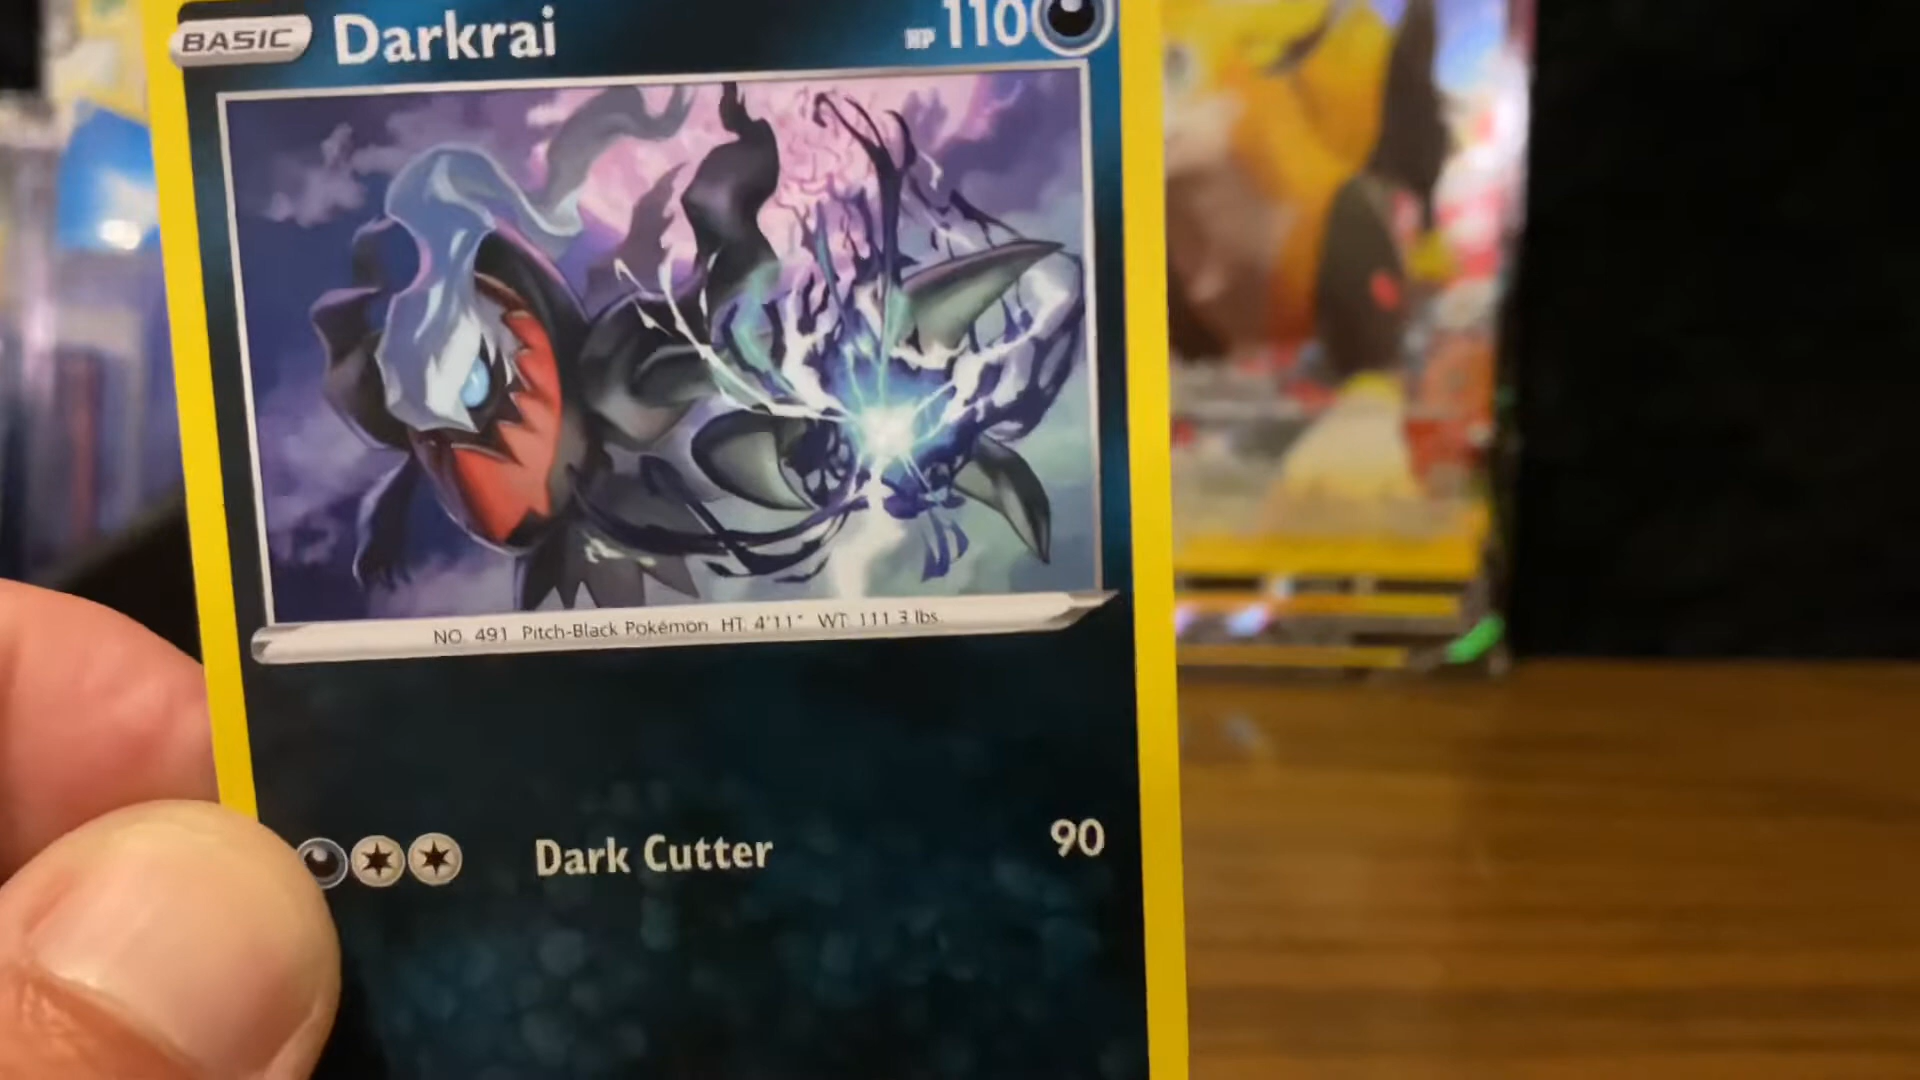 BASIC Darkrai HP 110
NO. 491 Pitch-Black Pokémon HT: 4'11" WT: 111.3 lbs.
Dark Cutter 90